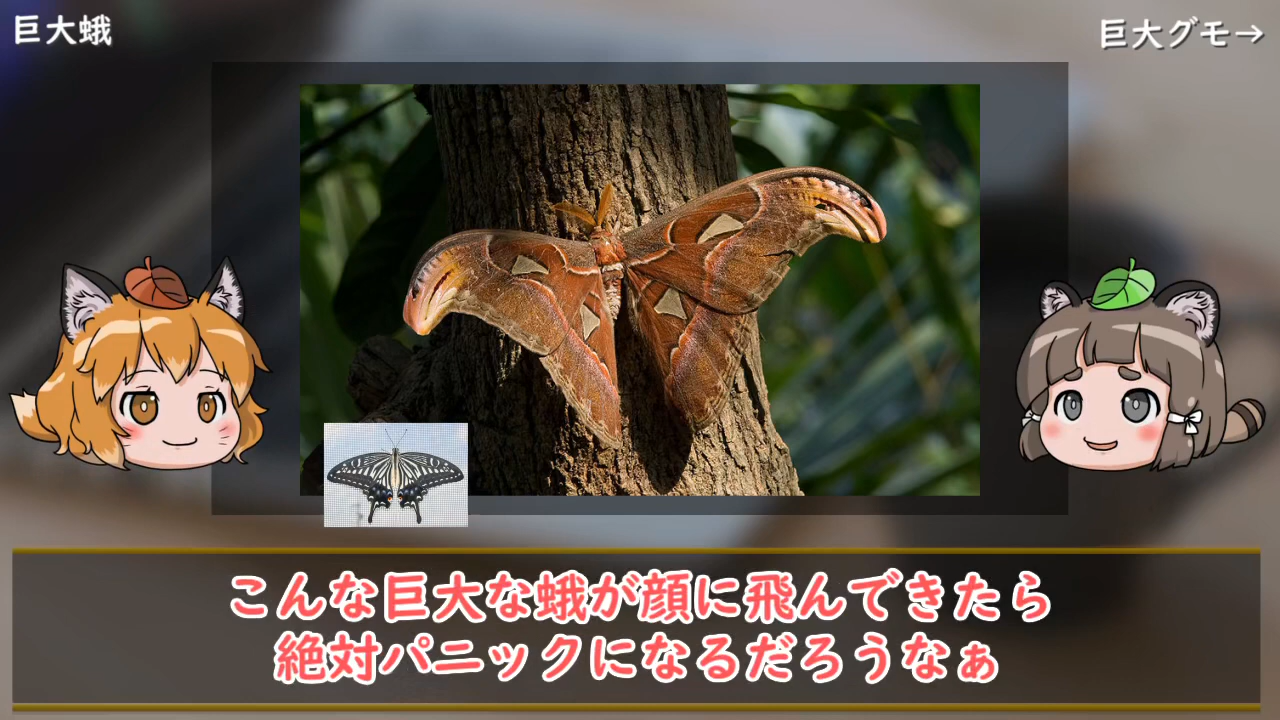 巨大蛾
巨大グモ→
こんな巨大な蛾が顔に飛んできたら
絶対パニックになるだろうなぁ